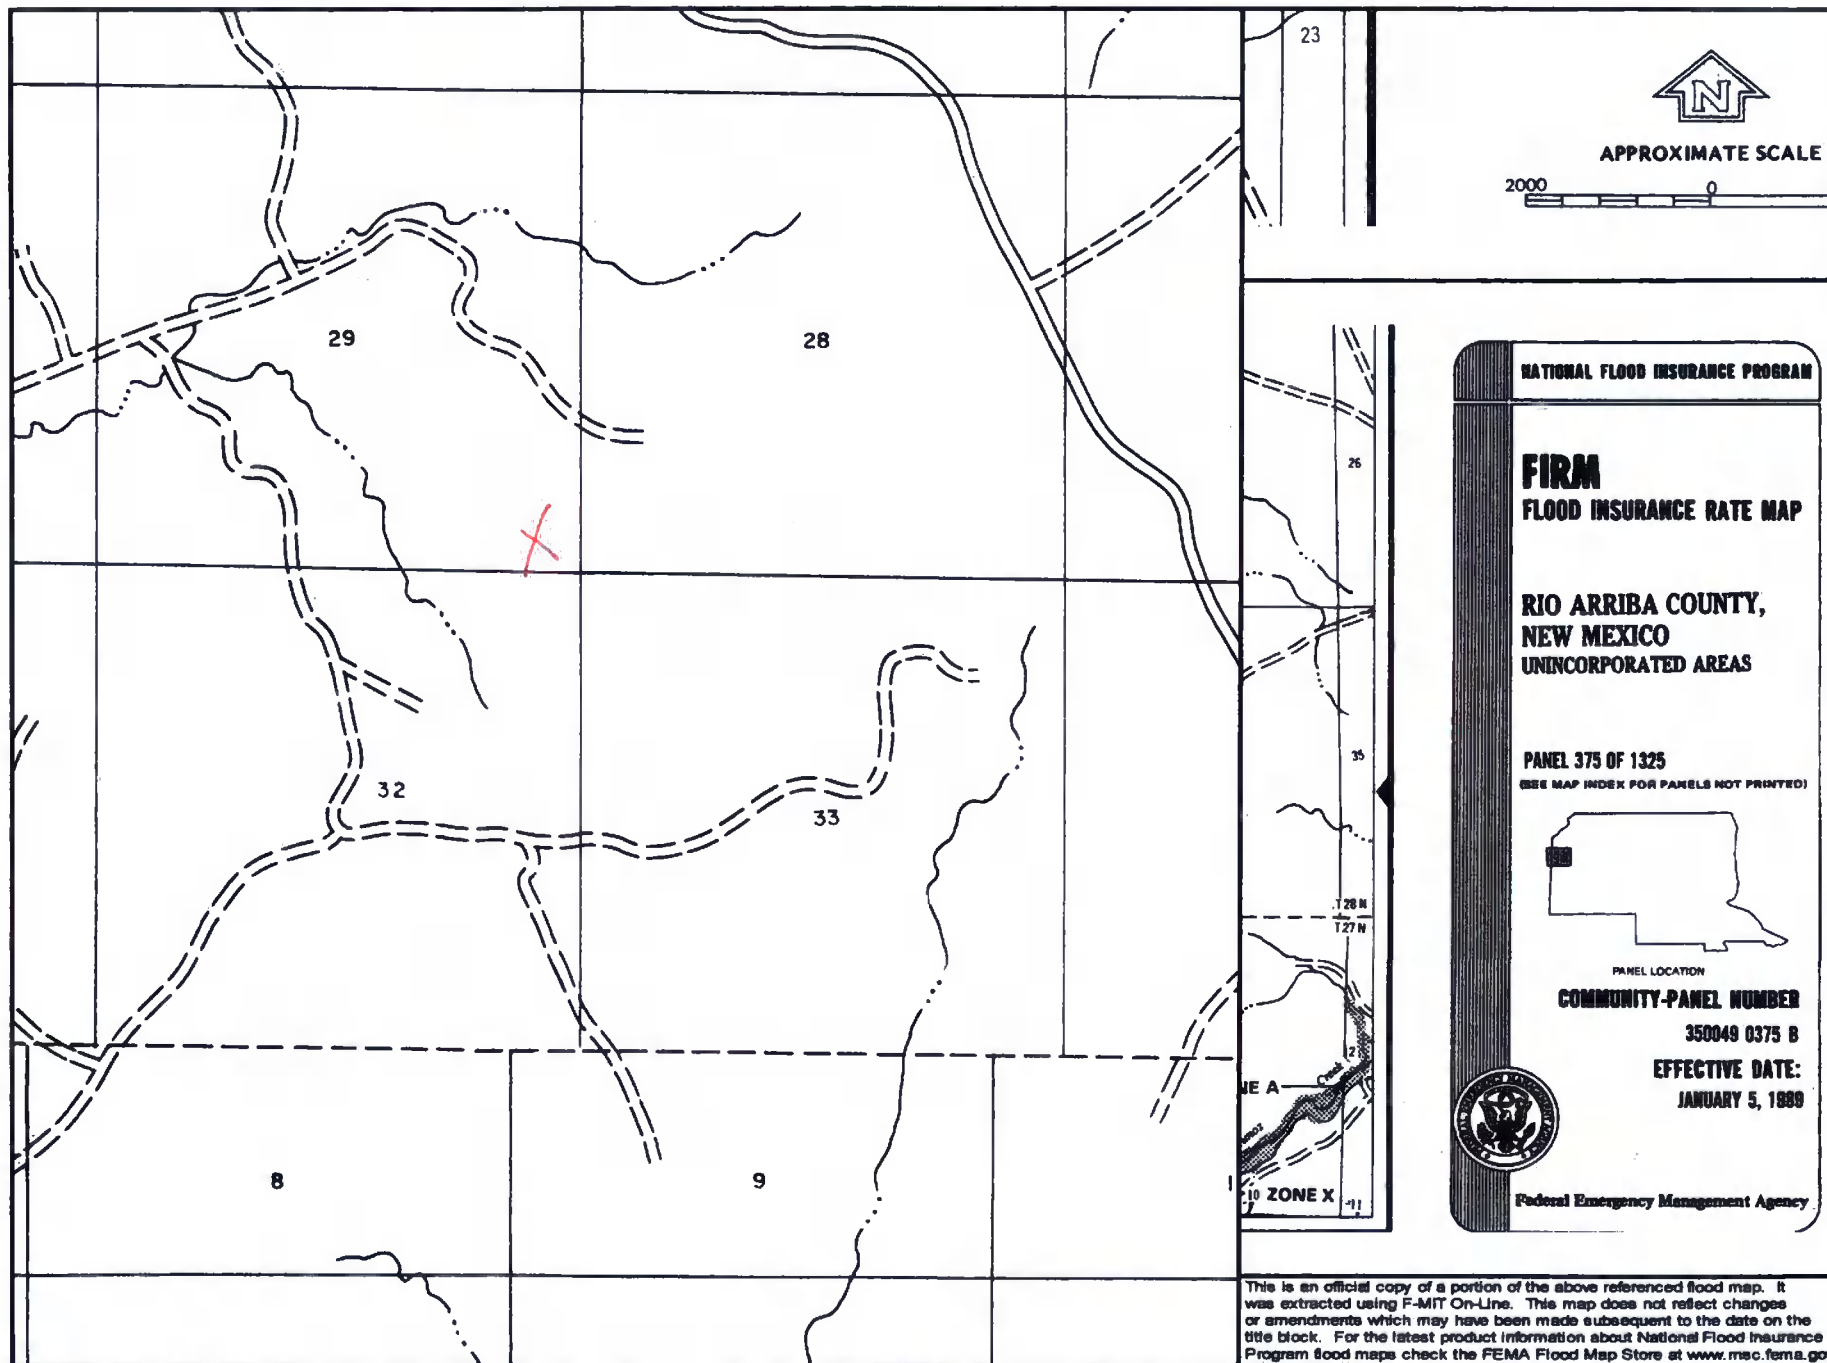 29
28
32
33
8
9
23
26
35
T28N
T27N
12
Creek
NE A
10
ZONE X
11
N
APPROXIMATE SCALE
2000 0
NATIONAL FLOOD INSURANCE PROGRAM
FIRM
FLOOD INSURANCE RATE MAP
RIO ARRIBA COUNTY,
NEW MEXICO
UNINCORPORATED AREAS
PANEL 375 OF 1325
(SEE MAP INDEX FOR PANELS NOT PRINTED)
PANEL LOCATION
COMMUNITY-PANEL NUMBER
350049 0375 B
EFFECTIVE DATE:
JANUARY 5, 1989
Federal Emergency Management Agency
This is an official copy of a portion of the above referenced flood map. It
was extracted using F-MIT On-Line. This map does not reflect changes
or amendments which may have been made subsequent to the date on the
title block. For the latest product information about National Flood Insurance
Program flood maps check the FEMA Flood Map Store at www.msc.fema.go